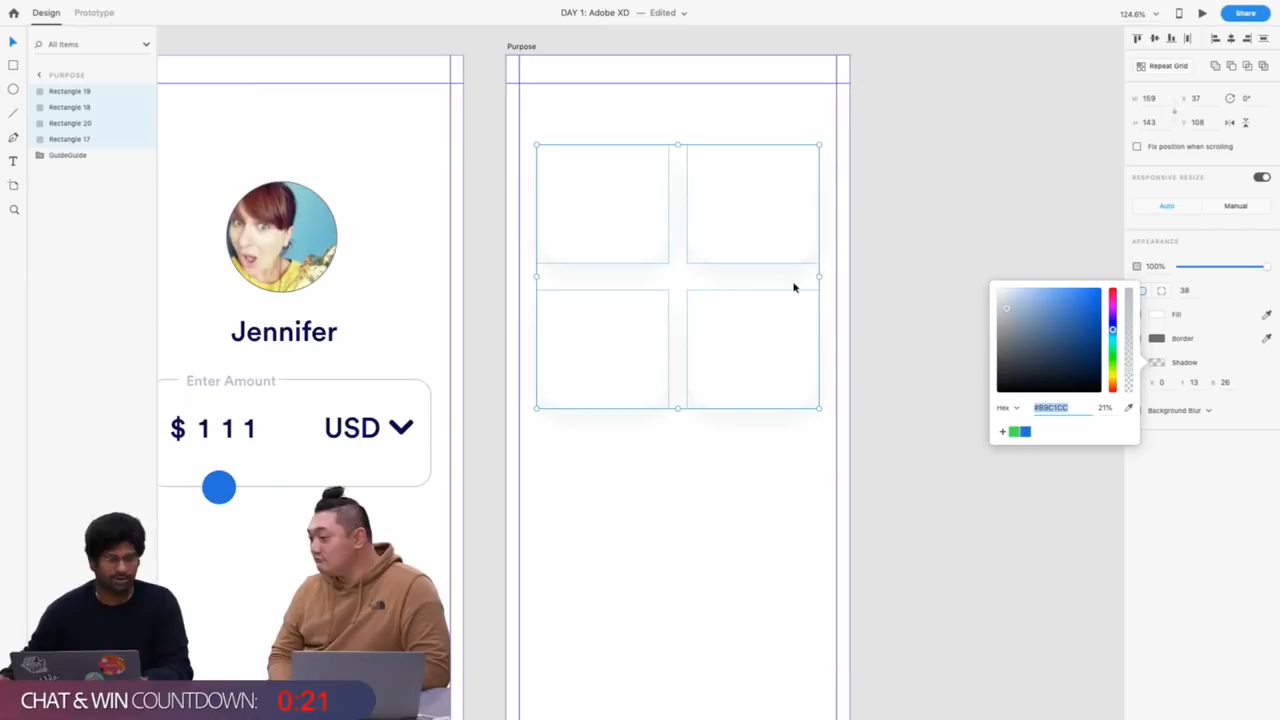 Design
Prototype
DAY 1: Adobe XD — Edited
124.6%
Share
All Items
PURPOSE
Rectangle 19
Rectangle 18
Rectangle 20
Rectangle 17
GuideGuide
Purpose
Jennifer
Enter Amount
$ 1 1 1
USD
Repeat Grid
W 159 X 37 0°
H 143 Y 108
Fix position when scrolling
RESPONSIVE RESIZE
Auto
Manual
APPEARANCE
100%
38
Fill
Border
Shadow
X 0 Y 13 B 26
Background Blur
Hex
#B9C1CC
21%
CHAT & WIN COUNTDOWN: 0:21